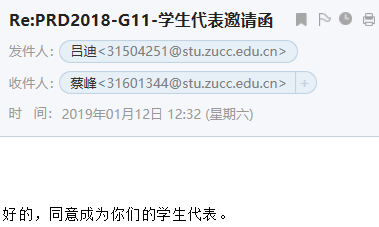 Re:PRD2018-G11-学生代表邀请函
发件人: 吕迪<31504251@stu.zucc.edu.cn>
收件人: 蔡峰<31601344@stu.zucc.edu.cn> +
时 间: 2019年01月12日 12:32 (星期六)
好的，同意成为你们的学生代表。